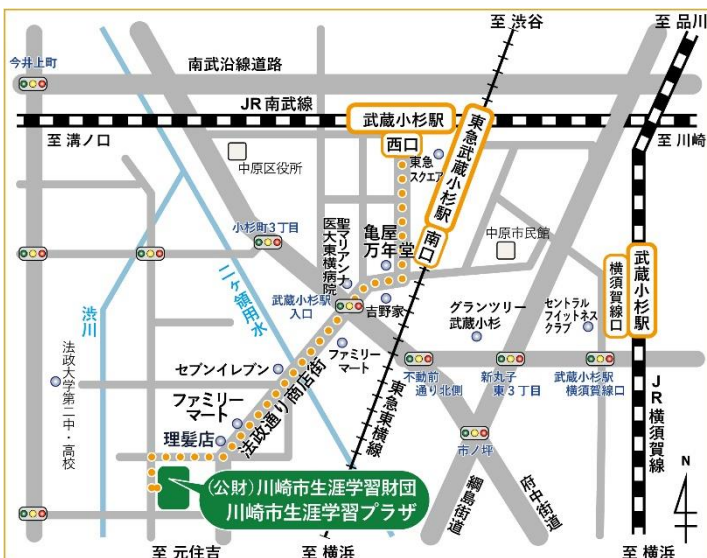 至 渋谷
至 品川
今井上町
南武沿線道路
JR南武線
武蔵小杉駅
西口
至 溝ノ口
至 川崎
東急武蔵小杉駅
南口
東急
スクエア
中原区役所
中原市民館
小杉町3丁目
聖マリアンナ
医大東横病院
亀屋
万年堂
武蔵小杉駅
横須賀線口
二ヶ領用水
渋川
武蔵小杉駅
入口
吉野家
グランツリー
武蔵小杉
セントラル
フイットネス
クラブ
ファミリー
マート
セブンイレブン
法政通り商店街
不動前
通り北側
新丸子
東3丁目
武蔵小杉駅
横須賀線口
法政大学第二中・高校
ファミリー
マート
理髪店
東急東横線
JR横須賀線
市ノ坪
綱島街道
府中街道
N
(公財)川崎市生涯学習財団
川崎市生涯学習プラザ
至 元住吉
至 横浜
至 横浜